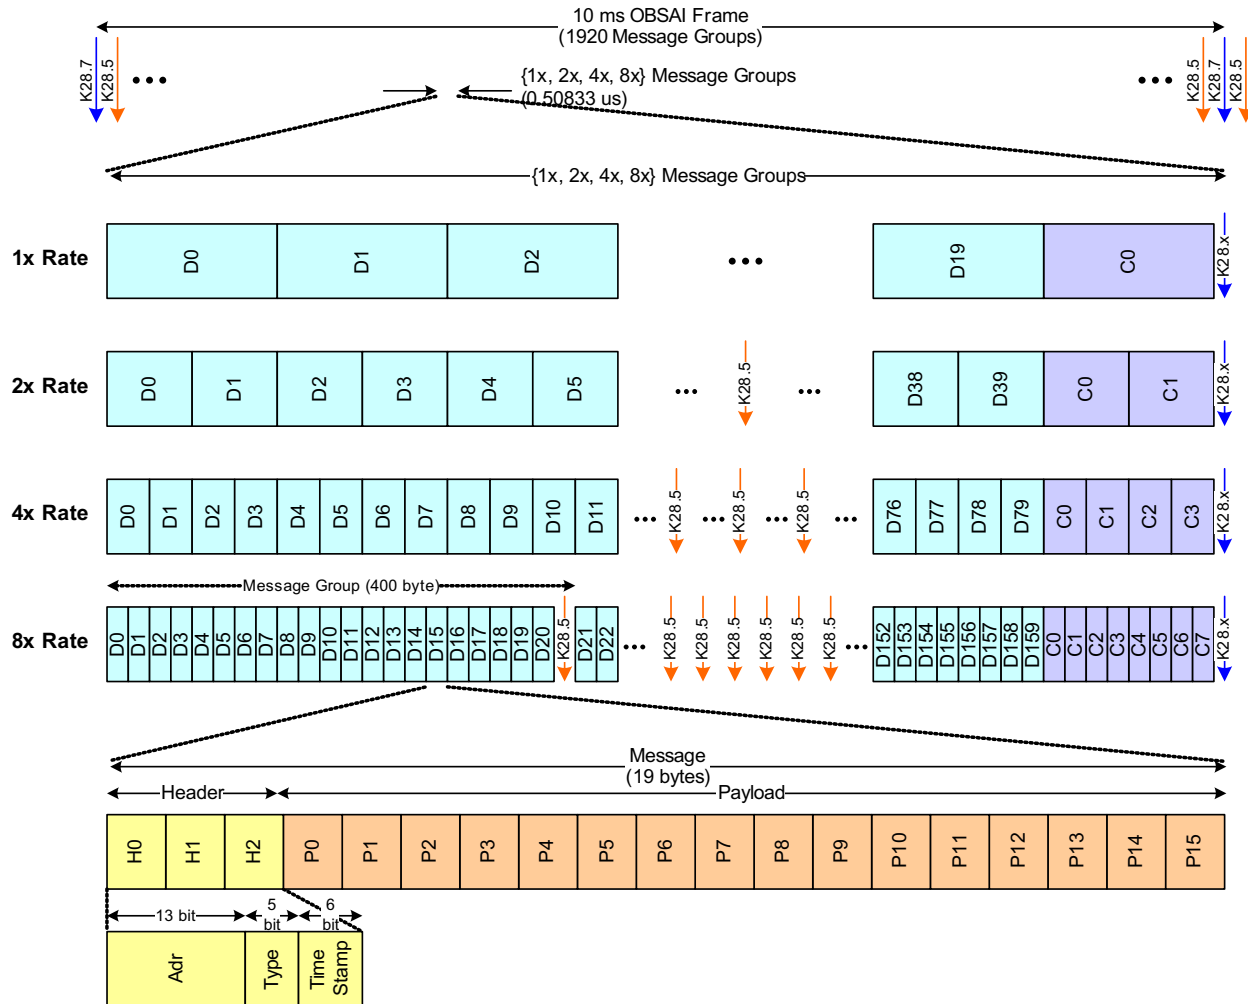 10 ms OBSAI Frame
(1920 Message Groups)
K28.7
K28.5
•••
{1x, 2x, 4x, 8x} Message Groups
(0.50833 us)
•••
K28.5
K28.7
K28.5
{1x, 2x, 4x, 8x} Message Groups
1x Rate
D0 D1 D2 ••• D19 C0 K28.x
2x Rate
D0 D1 D2 D3 D4 D5 ••• K28.5 ••• D38 D39 C0 C1 K28.x
4x Rate
D0 D1 D2 D3 D4 D5 D6 D7 D8 D9 D10 D11 ••• K28.5 ••• K28.5 ••• K28.5 ••• D76 D77 D78 D79 C0 C1 C2 C3 K28.x
Message Group (400 byte)
8x Rate
D0 D1 D2 D3 D4 D5 D6 D7 D8 D9 D10 D11 D12 D13 D14 D15 D16 D17 D18 D19 D20 K28.5 D21 D22 ••• K28.5 K28.5 K28.5 K28.5 K28.5 K28.5 ••• D152 D153 D154 D155 D156 D157 D158 D159 C0 C1 C2 C3 C4 C5 C6 C7 K28.x
Message
(19 bytes)
Header
Payload
H0 H1 H2 P0 P1 P2 P3 P4 P5 P6 P7 P8 P9 P10 P11 P12 P13 P14 P15
13 bit
5
bit
6
bit
Adr
Type
Time
Stamp